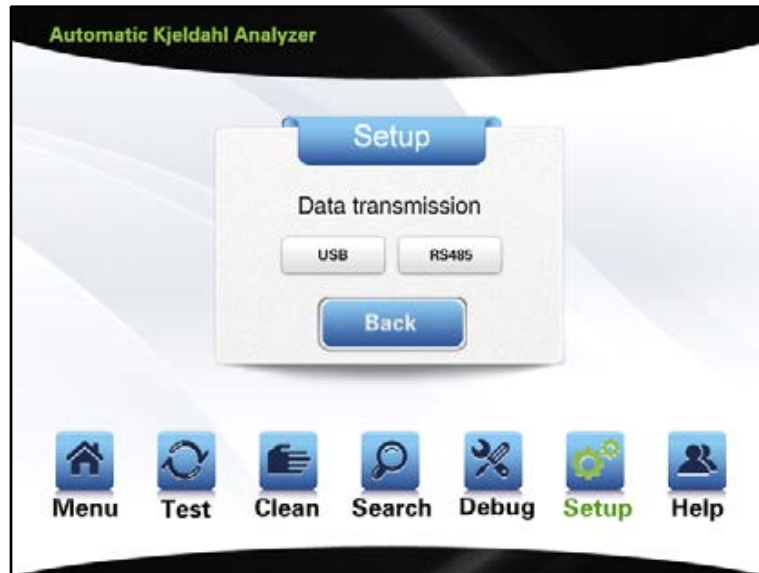 Automatic Kjeldahl Analyzer
Setup
Data transmission
USB RS485
Back
Menu Test Clean Search Debug Setup Help